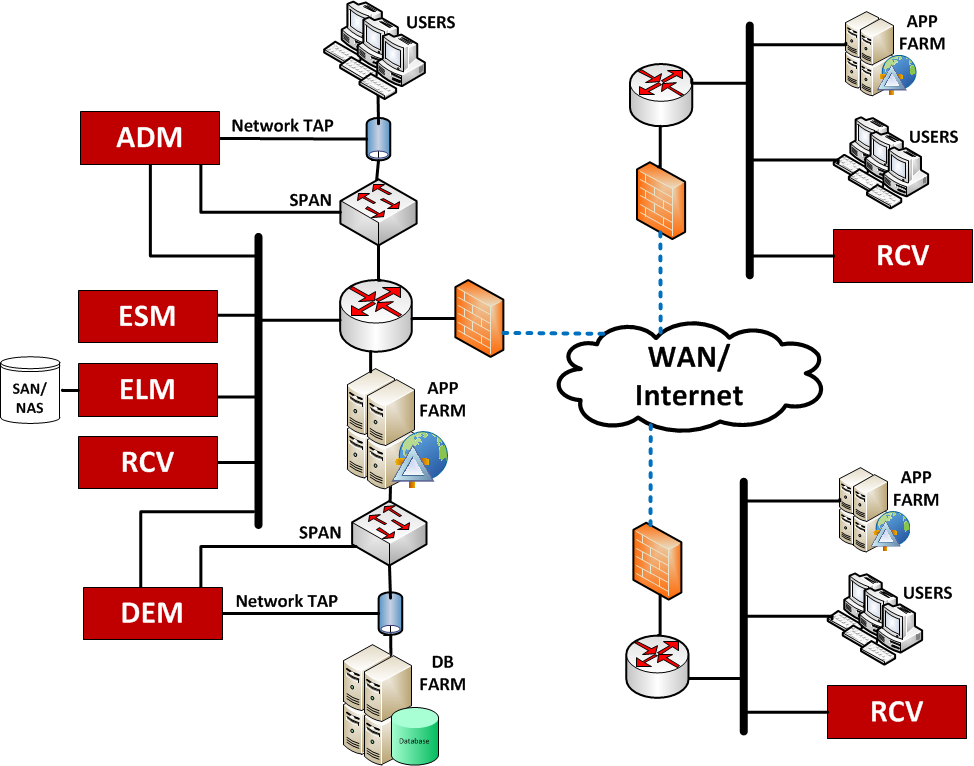 USERS
ADM
Network TAP
SPAN
ESM
ELM
SAN/
NAS
RCV
APP
FARM
SPAN
DEM
Network TAP
DB
FARM
Database
WAN/
Internet
APP
FARM
USERS
RCV
APP
FARM
USERS
RCV